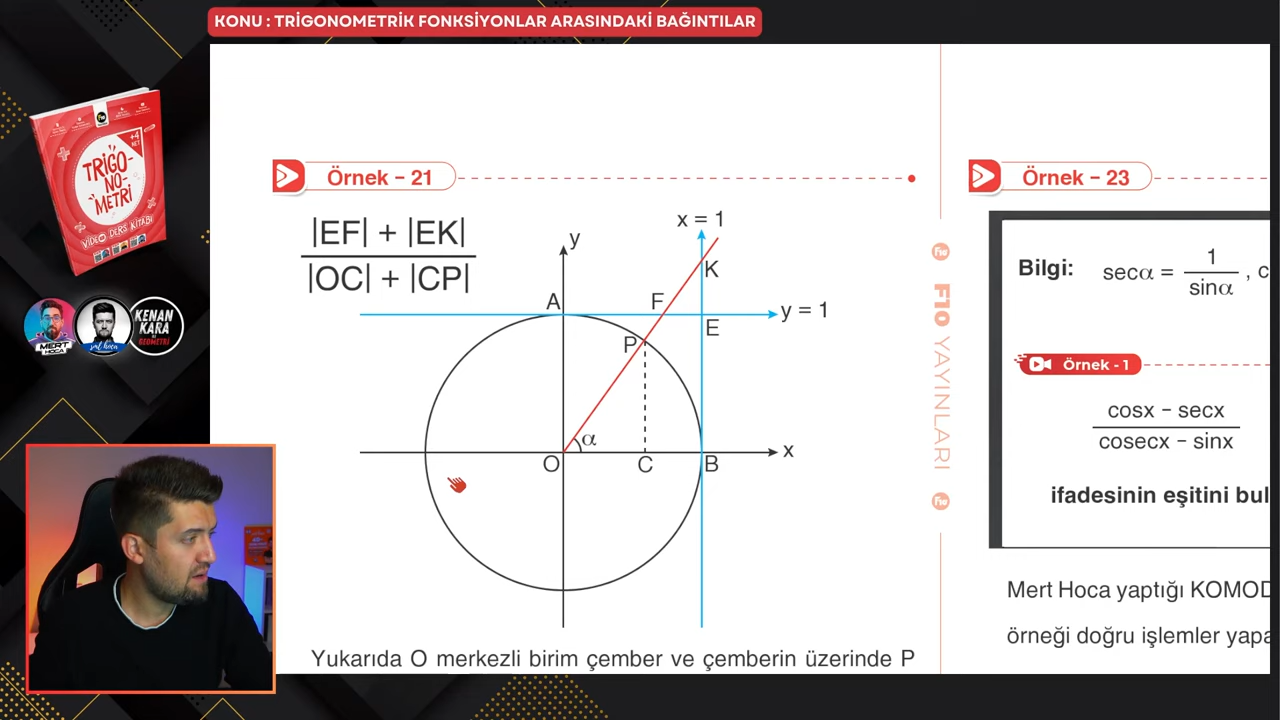 KONU : TRİGONOMETRİK FONKSİYONLAR ARASINDAKİ BAĞINTILAR
+4 NET
TRİGO-
NO-
METRİ
VİDEO DERS KİTABI
MERT
HOCA
KENAN
KARA
ile
GEOMETRİ
Örnek – 21
|EF| + |EK|
|OC| + |CP|
x = 1
y
K
A
F
y = 1
E
P
α
x
O
C
B
F10 YAYINLARI
Örnek – 23
Bilgi: secα = 1/sinα , c
Örnek - 1
cosx – secx
cosecx – sinx
ifadesinin eşitini bul
Mert Hoca yaptığı KOMOD
örneği doğru işlemler yapa
Yukarıda O merkezli birim çember ve çemberin üzerinde P